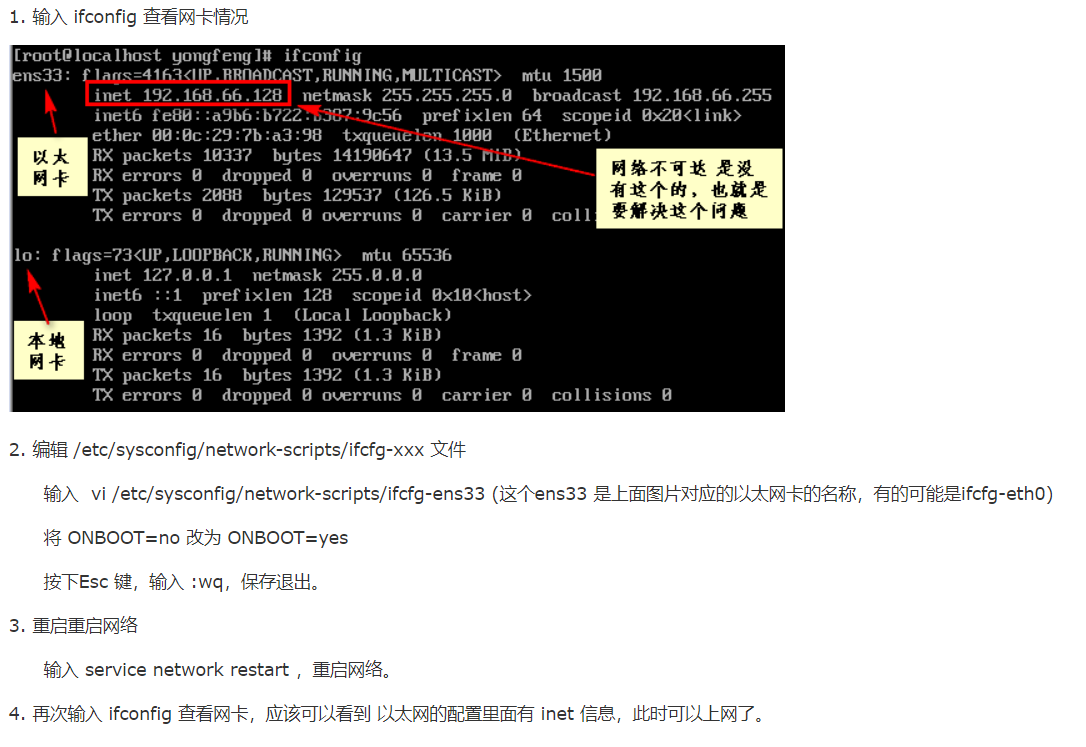 1. 输入 ifconfig 查看网卡情况
[root@localhost yongfeng]# ifconfig
ens33: flags=4163<UP,BROADCAST,RUNNING,MULTICAST> mtu 1500
inet 192.168.66.128 netmask 255.255.255.0 broadcast 192.168.66.255
inet6 fe80::a9b6:b722: 9c56 prefixlen 64 scopeid 0x20<link>
ether 00:0c:29:7b:a3:98 txqueuelen 1000 (Ethernet)
以太
网卡
RX packets 10337 bytes 14190647 (13.5 MiB)
RX errors 0 dropped 0 overruns 0 frame 0
TX packets 2088 bytes 129537 (126.5 KiB)
TX errors 0 dropped 0 overruns 0 carrier 0 coll
网络不可达 是没
有这个的，也就是
要解决这个问题
lo: flags=73<UP,LOOPBACK,RUNNING> mtu 65536
inet 127.0.0.1 netmask 255.0.0.0
inet6 ::1 prefixlen 128 scopeid 0x10<host>
loop txqueuelen 1 (Local Loopback)
本地
网卡
RX packets 16 bytes 1392 (1.3 KiB)
RX errors 0 dropped 0 overruns 0 frame 0
TX packets 16 bytes 1392 (1.3 KiB)
TX errors 0 dropped 0 overruns 0 carrier 0 collisions 0
2. 编辑 /etc/sysconfig/network-scripts/ifcfg-xxx 文件
输入 vi /etc/sysconfig/network-scripts/ifcfg-ens33 (这个ens33 是上面图片对应的以太网卡的名称，有的可能是ifcfg-eth0)
将 ONBOOT=no 改为 ONBOOT=yes
按下Esc 键，输入 :wq，保存退出。
3. 重启重启网络
输入 service network restart ，重启网络。
4. 再次输入 ifconfig 查看网卡，应该可以看到 以太网的配置里面有 inet 信息，此时可以上网了。